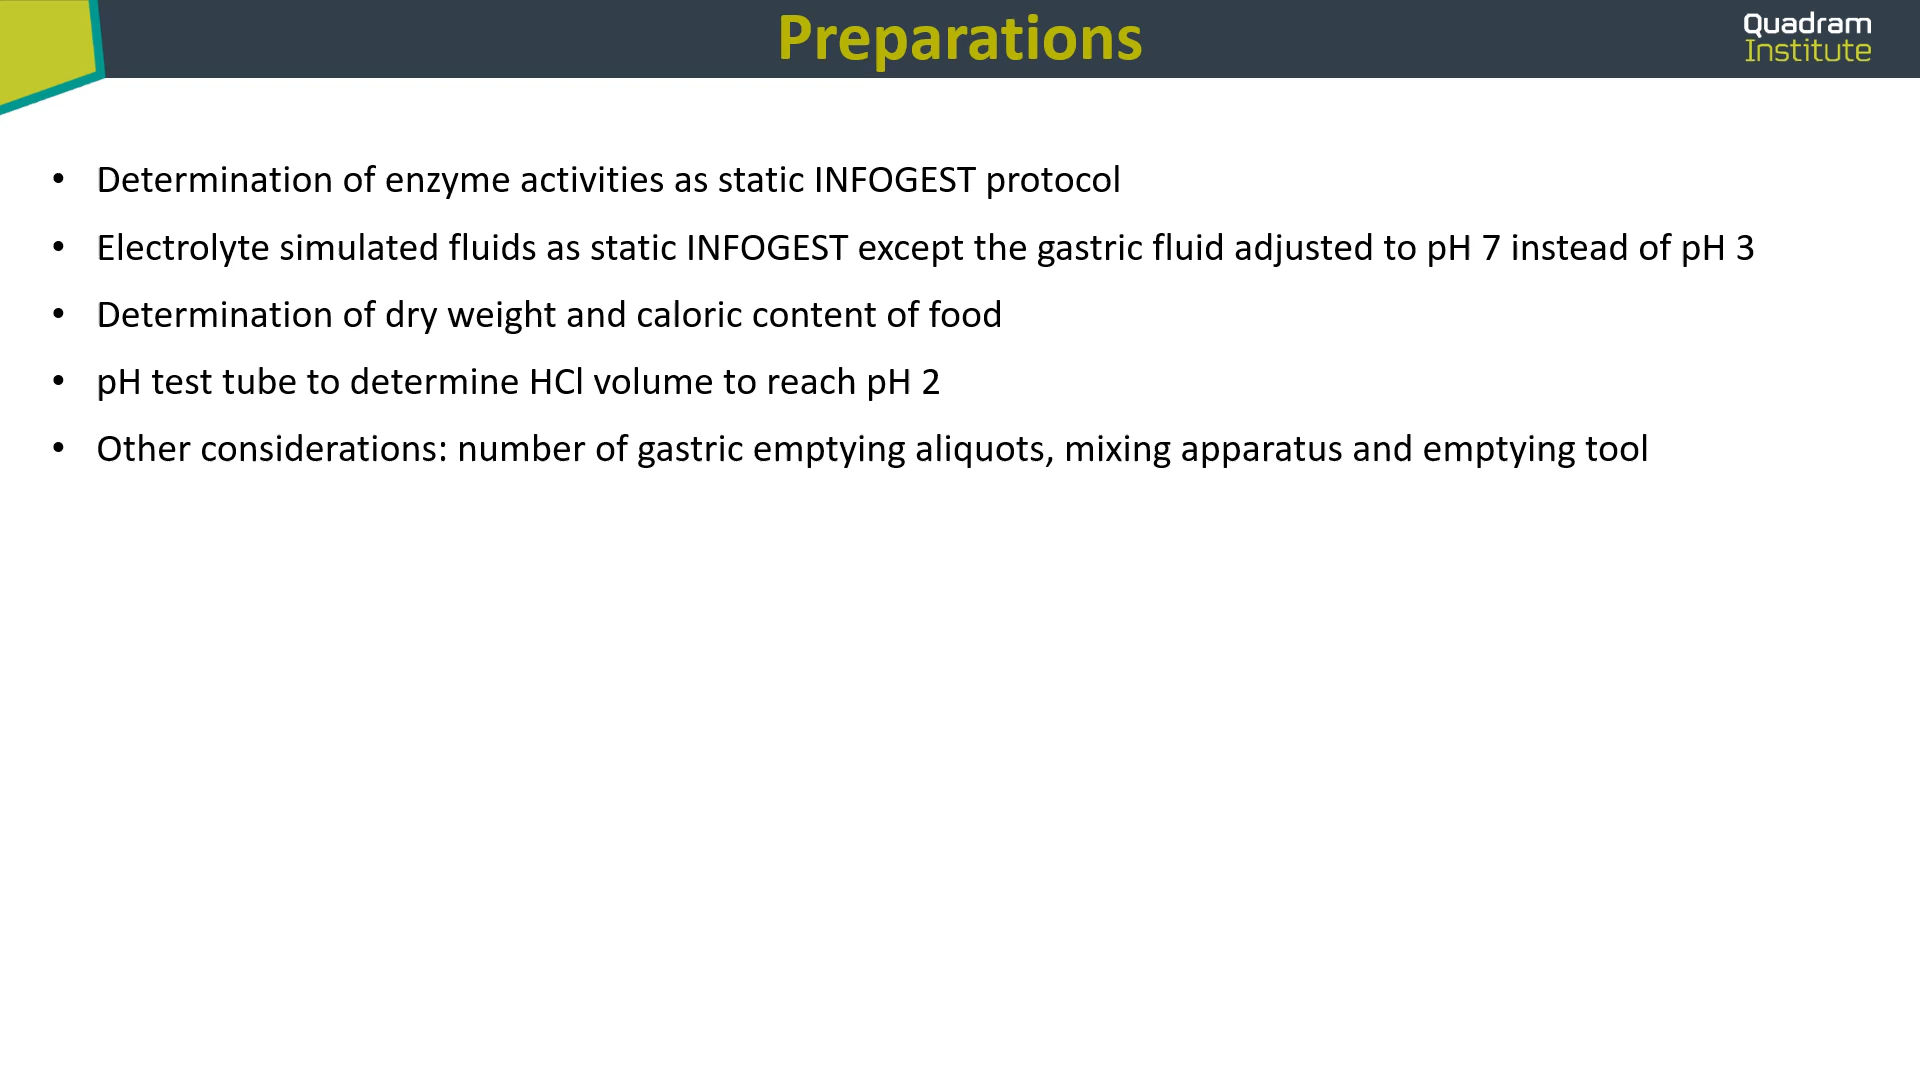 Preparations
Quadram
Institute
• Determination of enzyme activities as static INFOGEST protocol
• Electrolyte simulated fluids as static INFOGEST except the gastric fluid adjusted to pH 7 instead of pH 3
• Determination of dry weight and caloric content of food
• pH test tube to determine HCl volume to reach pH 2
• Other considerations: number of gastric emptying aliquots, mixing apparatus and emptying tool